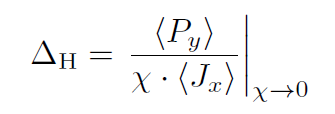 Δ_H = ⟨P_y⟩ / (χ · ⟨J_x⟩) |_{χ→0}